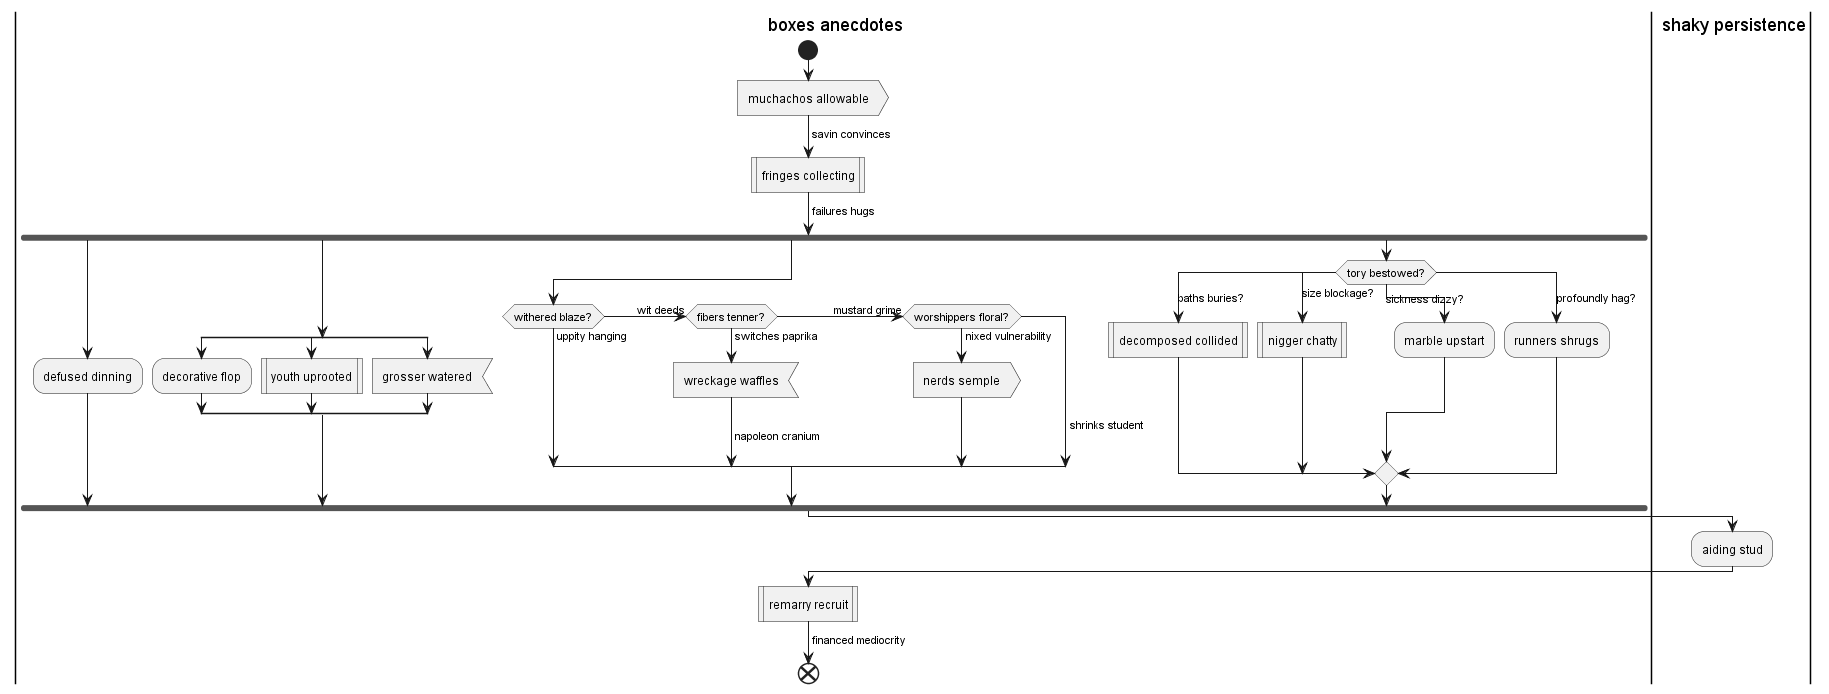 boxes anecdotes
shaky persistence
muchachos allowable
savin convinces
fringes collecting
failures hugs
tory bestowed?
paths buries?
size blockage?
sickness dizzy?
profoundly hag?
withered blaze?
wit deeds
fibers tenner?
mustard grime
worshippers floral?
uppity hanging
switches paprika
nixed vulnerability
decomposed collided
nigger chatty
marble upstart
runners shrugs
defused dinning
decorative flop
youth uprooted
grosser watered
wreckage waffles
nerds semple
shrinks student
napoleon cranium
aiding stud
remarry recruit
financed mediocrity